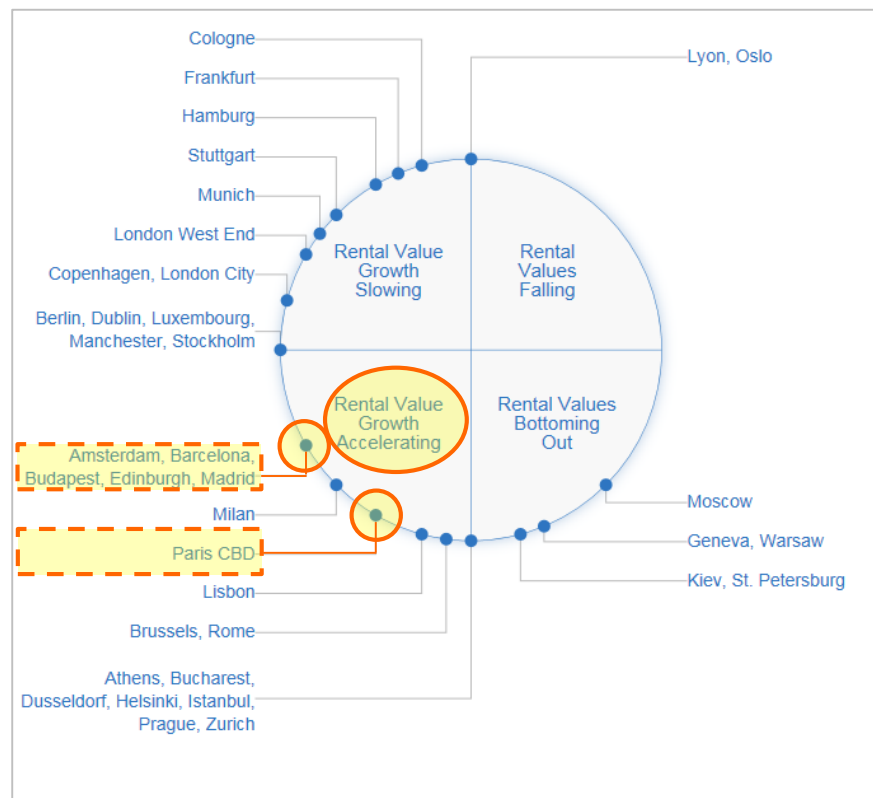 Cologne
Frankfurt
Hamburg
Stuttgart
Munich
London West End
Copenhagen, London City
Berlin, Dublin, Luxembourg,
Manchester, Stockholm
Amsterdam, Barcelona,
Budapest, Edinburgh, Madrid
Milan
Paris CBD
Lisbon
Brussels, Rome
Athens, Bucharest,
Dusseldorf, Helsinki, Istanbul,
Prague, Zurich
Rental Value
Growth
Slowing
Rental
Values
Falling
Rental Value
Growth
Accelerating
Rental Values
Bottoming
Out
Lyon, Oslo
Moscow
Geneva, Warsaw
Kiev, St. Petersburg